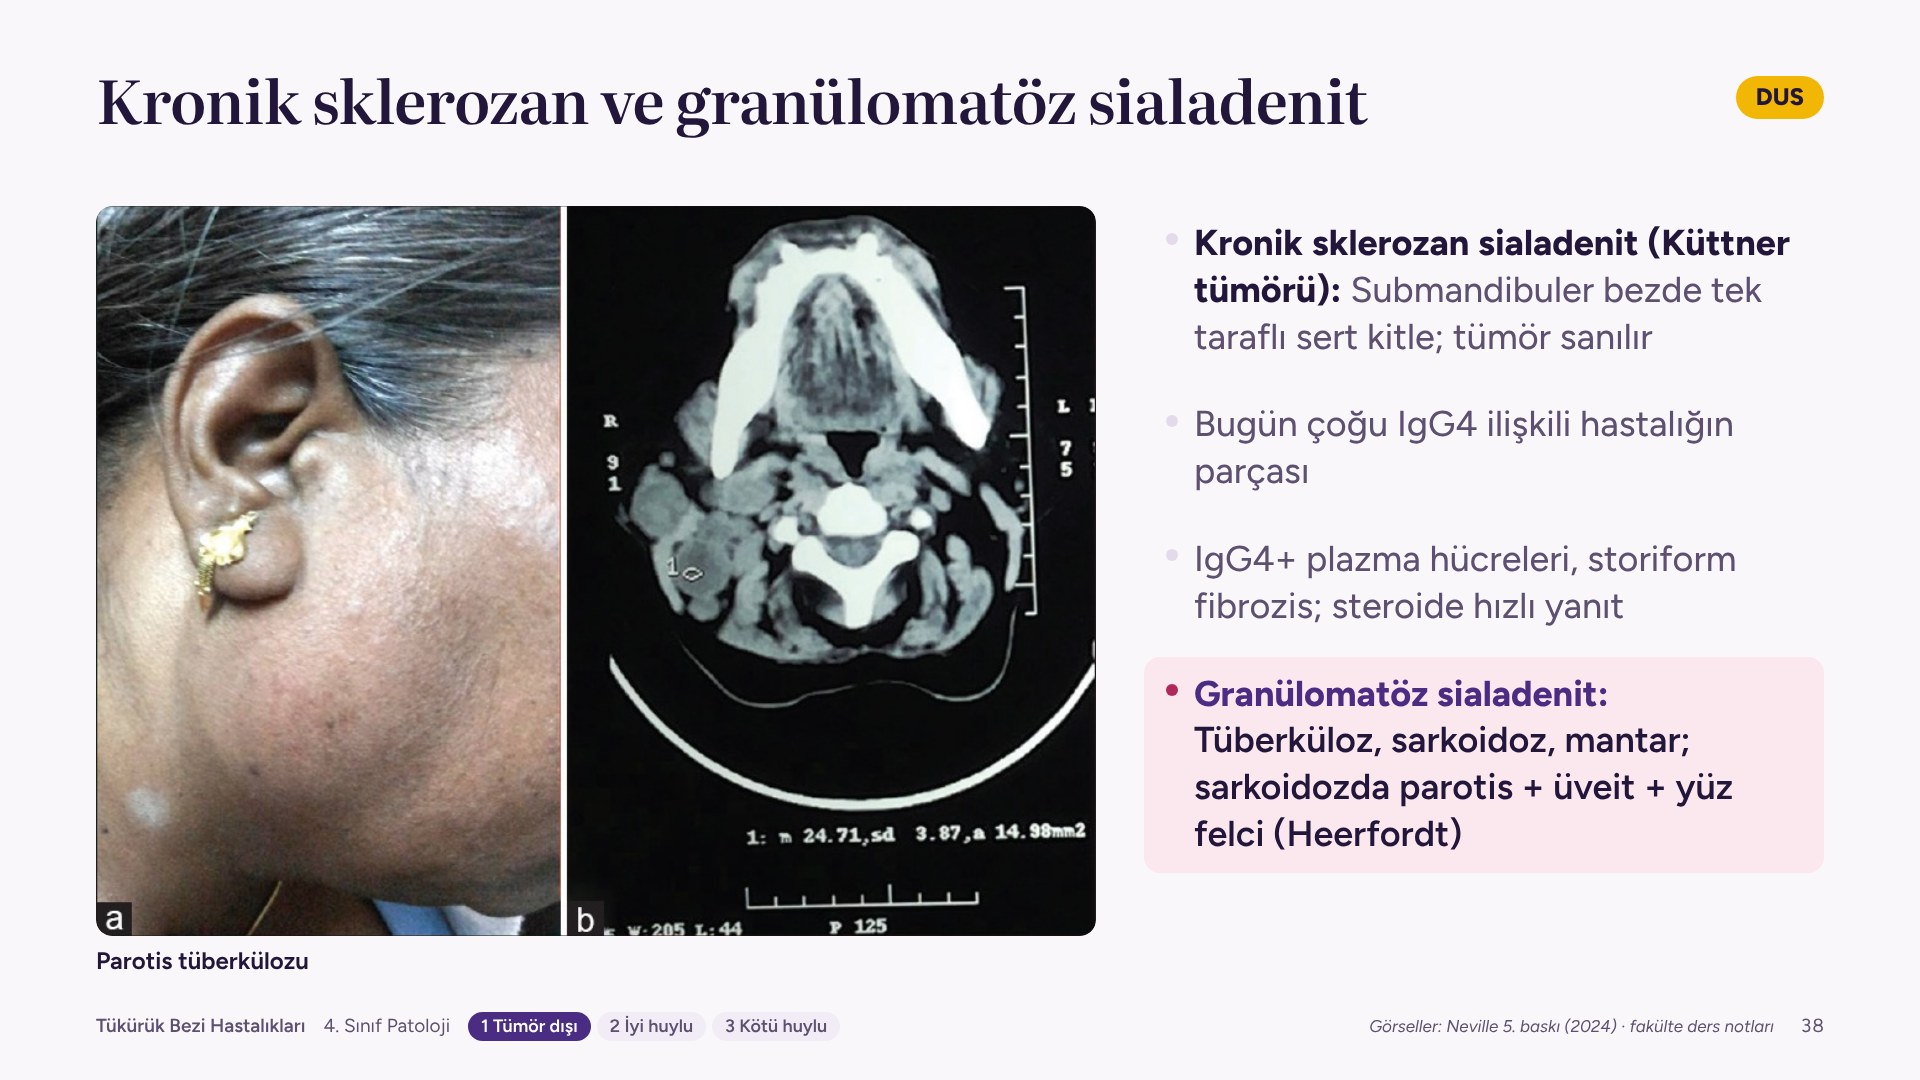 Kronik sklerozan ve granülomatöz sialadenit
DUS
R
9
1
L
7
5
1
1: m 24.71,sd 3.87,a 14.98mm2
W:205 L:44
P 125
a
b
Parotis tüberkülozu
Kronik sklerozan sialadenit (Küttner
tümörü): Submandibuler bezde tek
taraflı sert kitle; tümör sanılır
Bugün çoğu IgG4 ilişkili hastalığın
parçası
IgG4+ plazma hücreleri, storiform
fibrozis; steroide hızlı yanıt
Granülomatöz sialadenit:
Tüberküloz, sarkoidoz, mantar;
sarkoidozda parotis + üveit + yüz
felci (Heerfordt)
Tükürük Bezi Hastalıkları 4. Sınıf Patoloji 1 Tümör dışı 2 İyi huylu 3 Kötü huylu
Görseller: Neville 5. baskı (2024) · fakülte ders notları 38